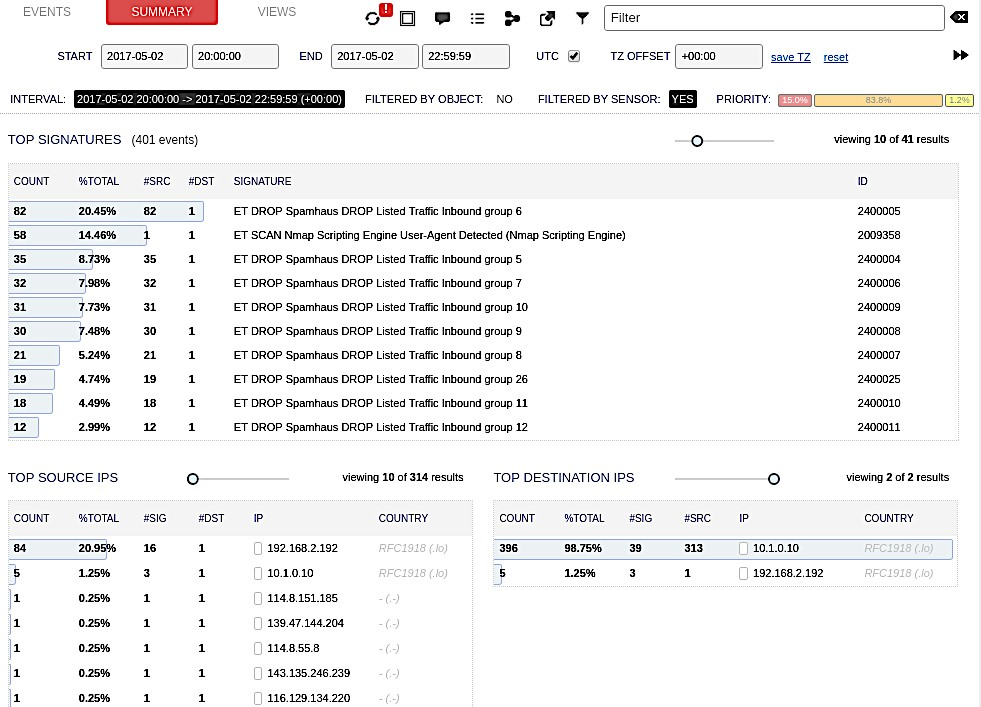 EVENTS SUMMARY VIEWS ! Filter
START 2017-05-02 20:00:00 END 2017-05-02 22:59:59 UTC TZ OFFSET +00:00 save TZ reset
INTERVAL: 2017-05-02 20:00:00 -> 2017-05-02 22:59:59 (+00:00) FILTERED BY OBJECT: NO FILTERED BY SENSOR: YES PRIORITY: 15.0% 83.8% 1.2%
TOP SIGNATURES (401 events) viewing 10 of 41 results
COUNT %TOTAL #SRC #DST SIGNATURE ID
82 20.45% 82 1 ET DROP Spamhaus DROP Listed Traffic Inbound group 6 2400005
58 14.46% 1 1 ET SCAN Nmap Scripting Engine User-Agent Detected (Nmap Scripting Engine) 2009358
35 8.73% 35 1 ET DROP Spamhaus DROP Listed Traffic Inbound group 5 2400004
32 7.98% 32 1 ET DROP Spamhaus DROP Listed Traffic Inbound group 7 2400006
31 7.73% 31 1 ET DROP Spamhaus DROP Listed Traffic Inbound group 10 2400009
30 7.48% 30 1 ET DROP Spamhaus DROP Listed Traffic Inbound group 9 2400008
21 5.24% 21 1 ET DROP Spamhaus DROP Listed Traffic Inbound group 8 2400007
19 4.74% 19 1 ET DROP Spamhaus DROP Listed Traffic Inbound group 26 2400025
18 4.49% 18 1 ET DROP Spamhaus DROP Listed Traffic Inbound group 11 2400010
12 2.99% 12 1 ET DROP Spamhaus DROP Listed Traffic Inbound group 12 2400011
TOP SOURCE IPS viewing 10 of 314 results
COUNT %TOTAL #SIG #DST IP COUNTRY
84 20.95% 16 1 192.168.2.192 RFC1918 (.lo)
5 1.25% 3 1 10.1.0.10 RFC1918 (.lo)
1 0.25% 1 1 114.8.151.185 - (.-)
1 0.25% 1 1 139.47.144.204 - (.-)
1 0.25% 1 1 114.8.55.8 - (.-)
1 0.25% 1 1 143.135.246.239 - (.-)
1 0.25% 1 1 116.129.134.220 - (.-)
TOP DESTINATION IPS viewing 2 of 2 results
COUNT %TOTAL #SIG #SRC IP COUNTRY
396 98.75% 39 313 10.1.0.10 RFC1918 (.lo)
5 1.25% 3 1 192.168.2.192 RFC1918 (.lo)